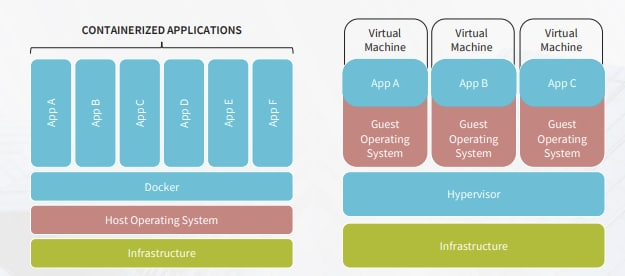 CONTAINERIZED APPLICATIONS
App A
App B
App C
App D
App E
App F
Docker
Host Operating System
Infrastructure
Virtual
Machine
Virtual
Machine
Virtual
Machine
App A
App B
App C
Guest
Operating
System
Guest
Operating
System
Guest
Operating
System
Hypervisor
Infrastructure